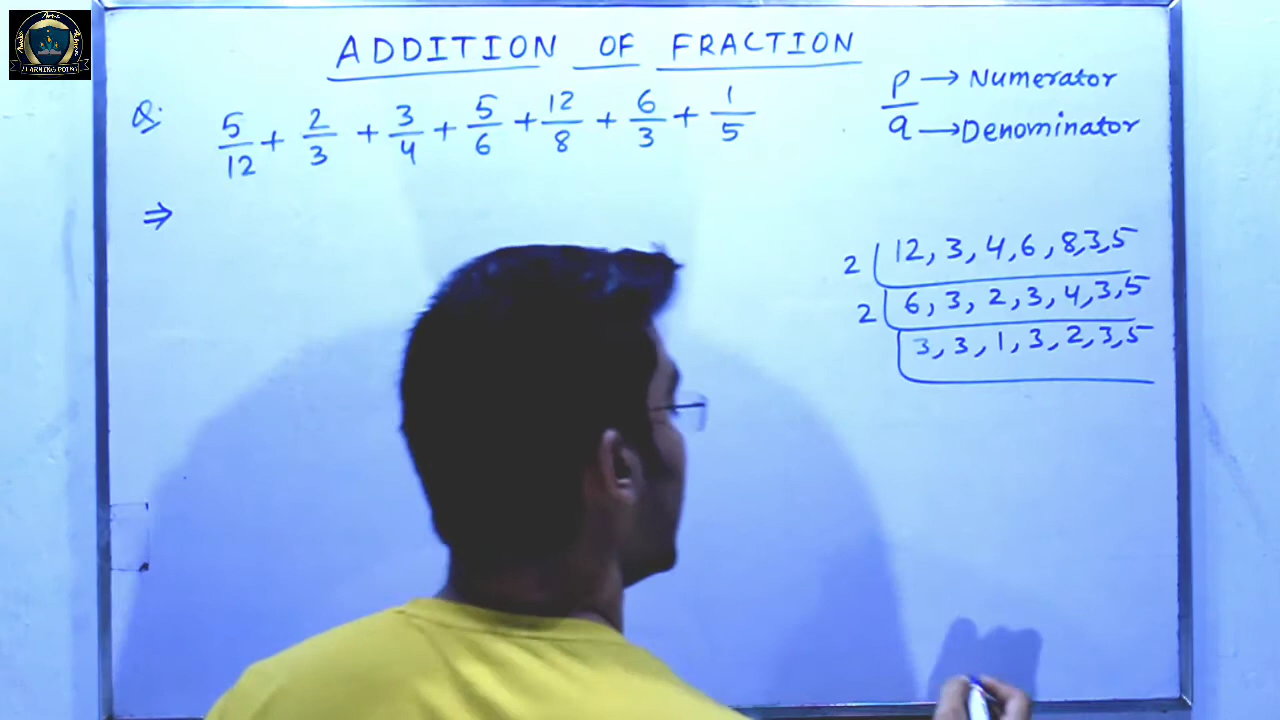 LEARNING POINT
ADDITION OF FRACTION
Q. 5/12 + 2/3 + 3/4 + 5/6 + 12/8 + 6/3 + 1/5
p → Numerator
q → Denominator
⇒
2 | 12, 3, 4, 6, 8, 3, 5
2 | 6, 3, 2, 3, 4, 3, 5
3, 3, 1, 3, 2, 3, 5